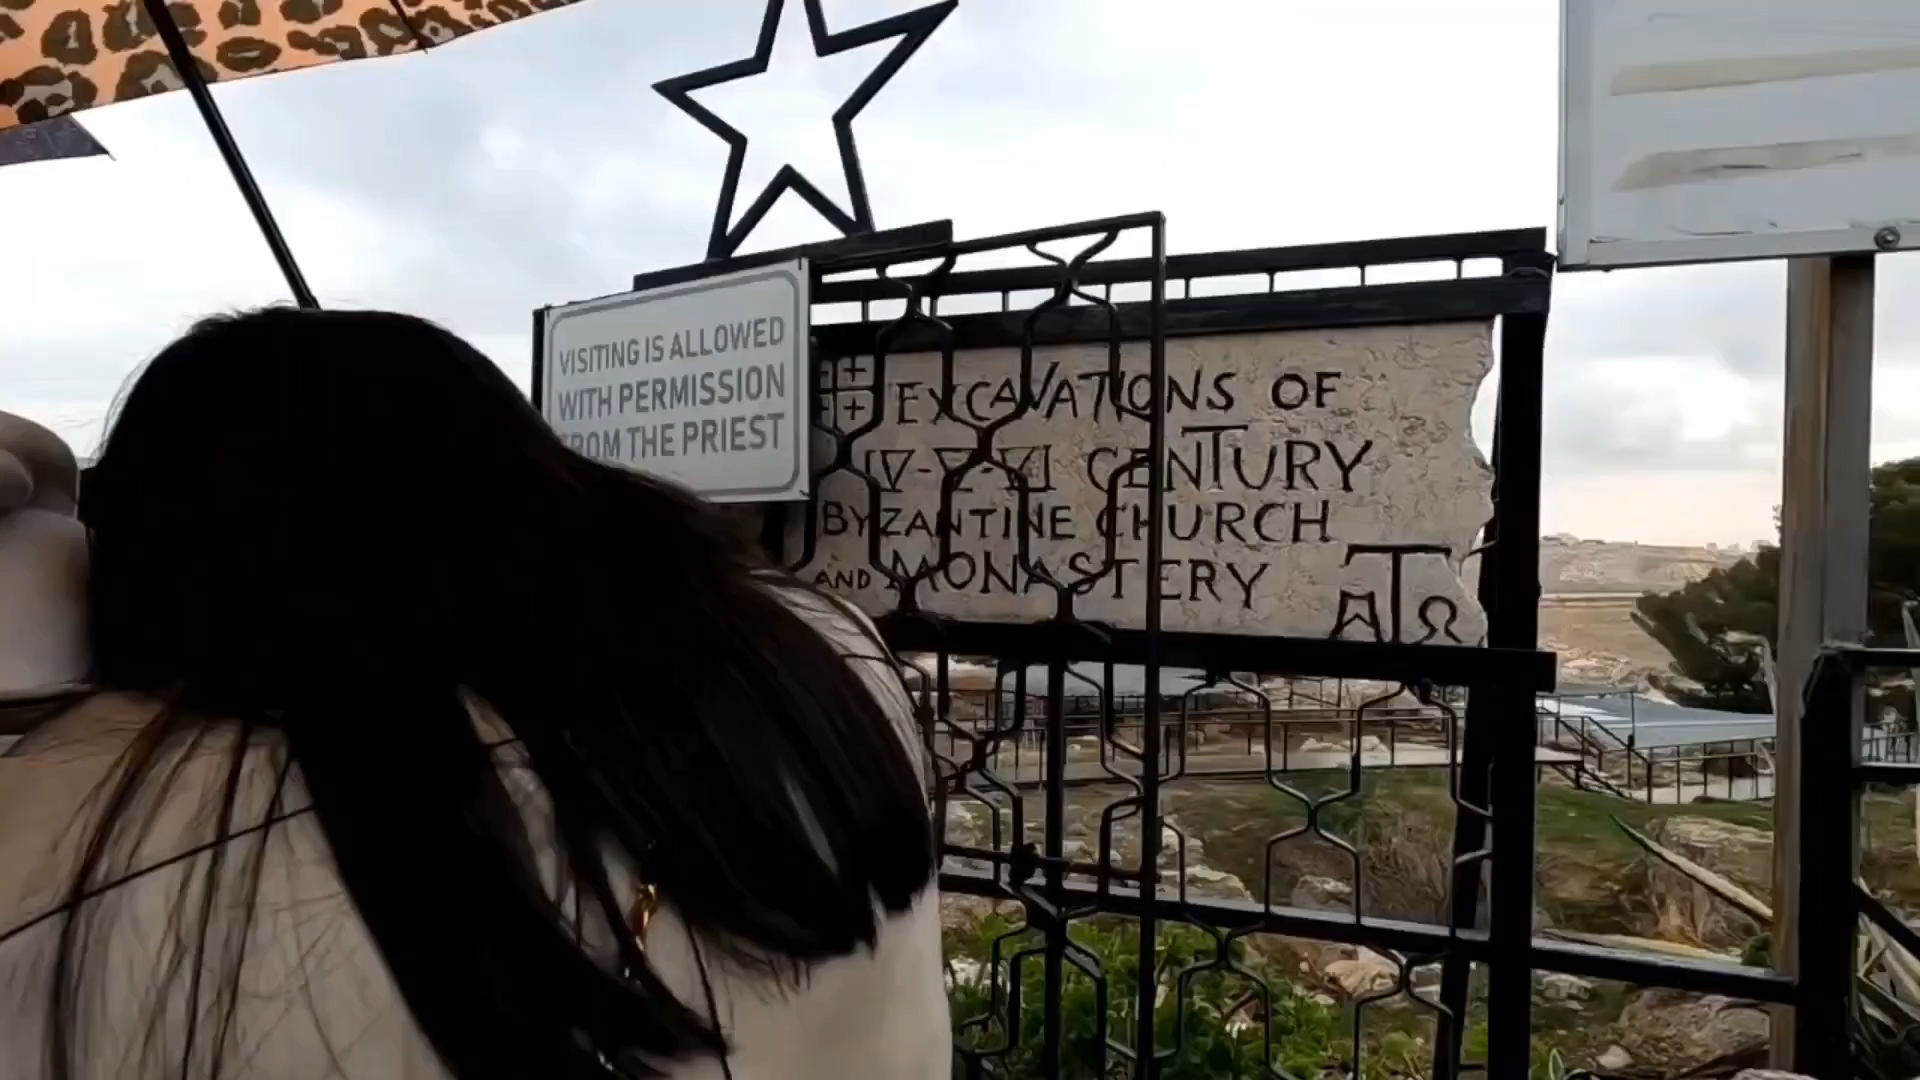 VISITING IS ALLOWED
WITH PERMISSION
FROM THE PRIEST
EXCAVATIONS OF
IV-V-VI CENTURY
BYZANTINE CHURCH
AND MONASTERY
Α Ω